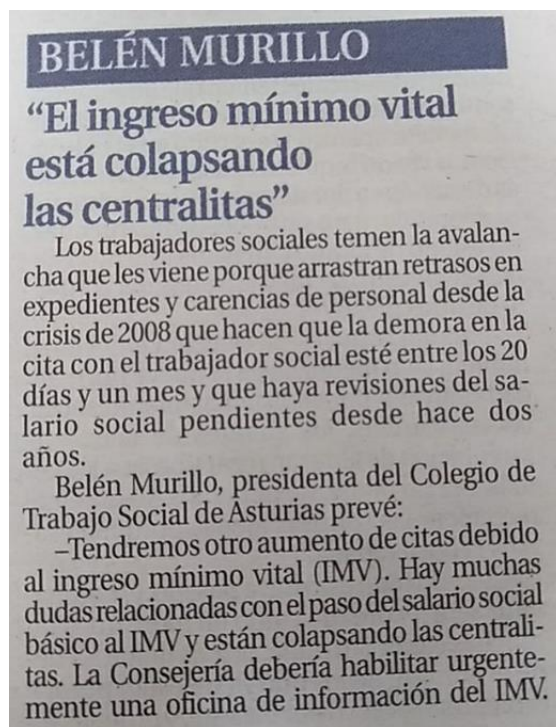 BELÉN MURILLO
“El ingreso mínimo vital
está colapsando
las centralitas”
Los trabajadores sociales temen la avalan-
cha que les viene porque arrastran retrasos en
expedientes y carencias de personal desde la
crisis de 2008 que hacen que la demora en la
cita con el trabajador social esté entre los 20
días y un mes y que haya revisiones del sa-
lario social pendientes desde hace dos
años.
Belén Murillo, presidenta del Colegio de
Trabajo Social de Asturias prevé:
–Tendremos otro aumento de citas debido
al ingreso mínimo vital (IMV). Hay muchas
dudas relacionadas con el paso del salario social
básico al IMV y están colapsando las centrali-
tas. La Consejería debería habilitar urgente-
mente una oficina de información del IMV.